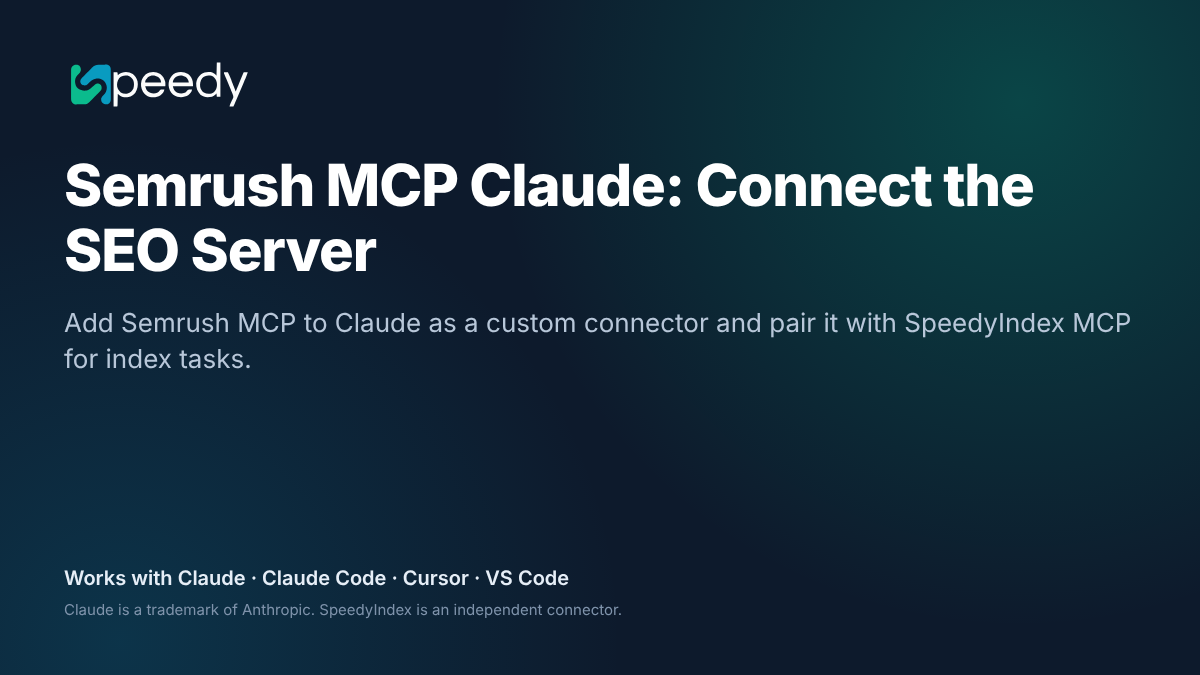 Speedy
Semrush MCP Claude: Connect the
SEO Server
Add Semrush MCP to Claude as a custom connector and pair it with SpeedyIndex MCP
for index tasks.
Works with Claude · Claude Code · Cursor · VS Code
Claude is a trademark of Anthropic. SpeedyIndex is an independent connector.